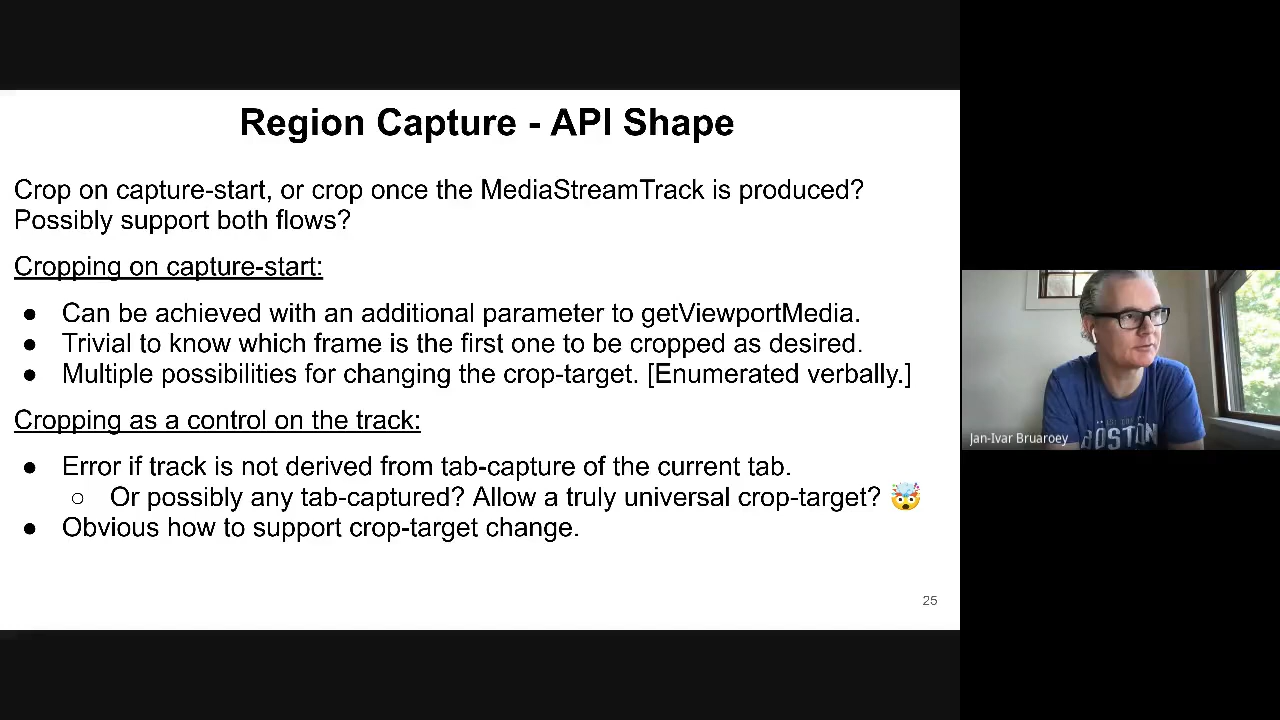 Region Capture - API Shape
Crop on capture-start, or crop once the MediaStreamTrack is produced?
Possibly support both flows?
Cropping on capture-start:
● Can be achieved with an additional parameter to getViewportMedia.
● Trivial to know which frame is the first one to be cropped as desired.
● Multiple possibilities for changing the crop-target. [Enumerated verbally.]
Cropping as a control on the track:
● Error if track is not derived from tab-capture of the current tab.
○ Or possibly any tab-captured? Allow a truly universal crop-target? 🤯
● Obvious how to support crop-target change.
25
Jan-Ivar Bruaroey
BOSTON